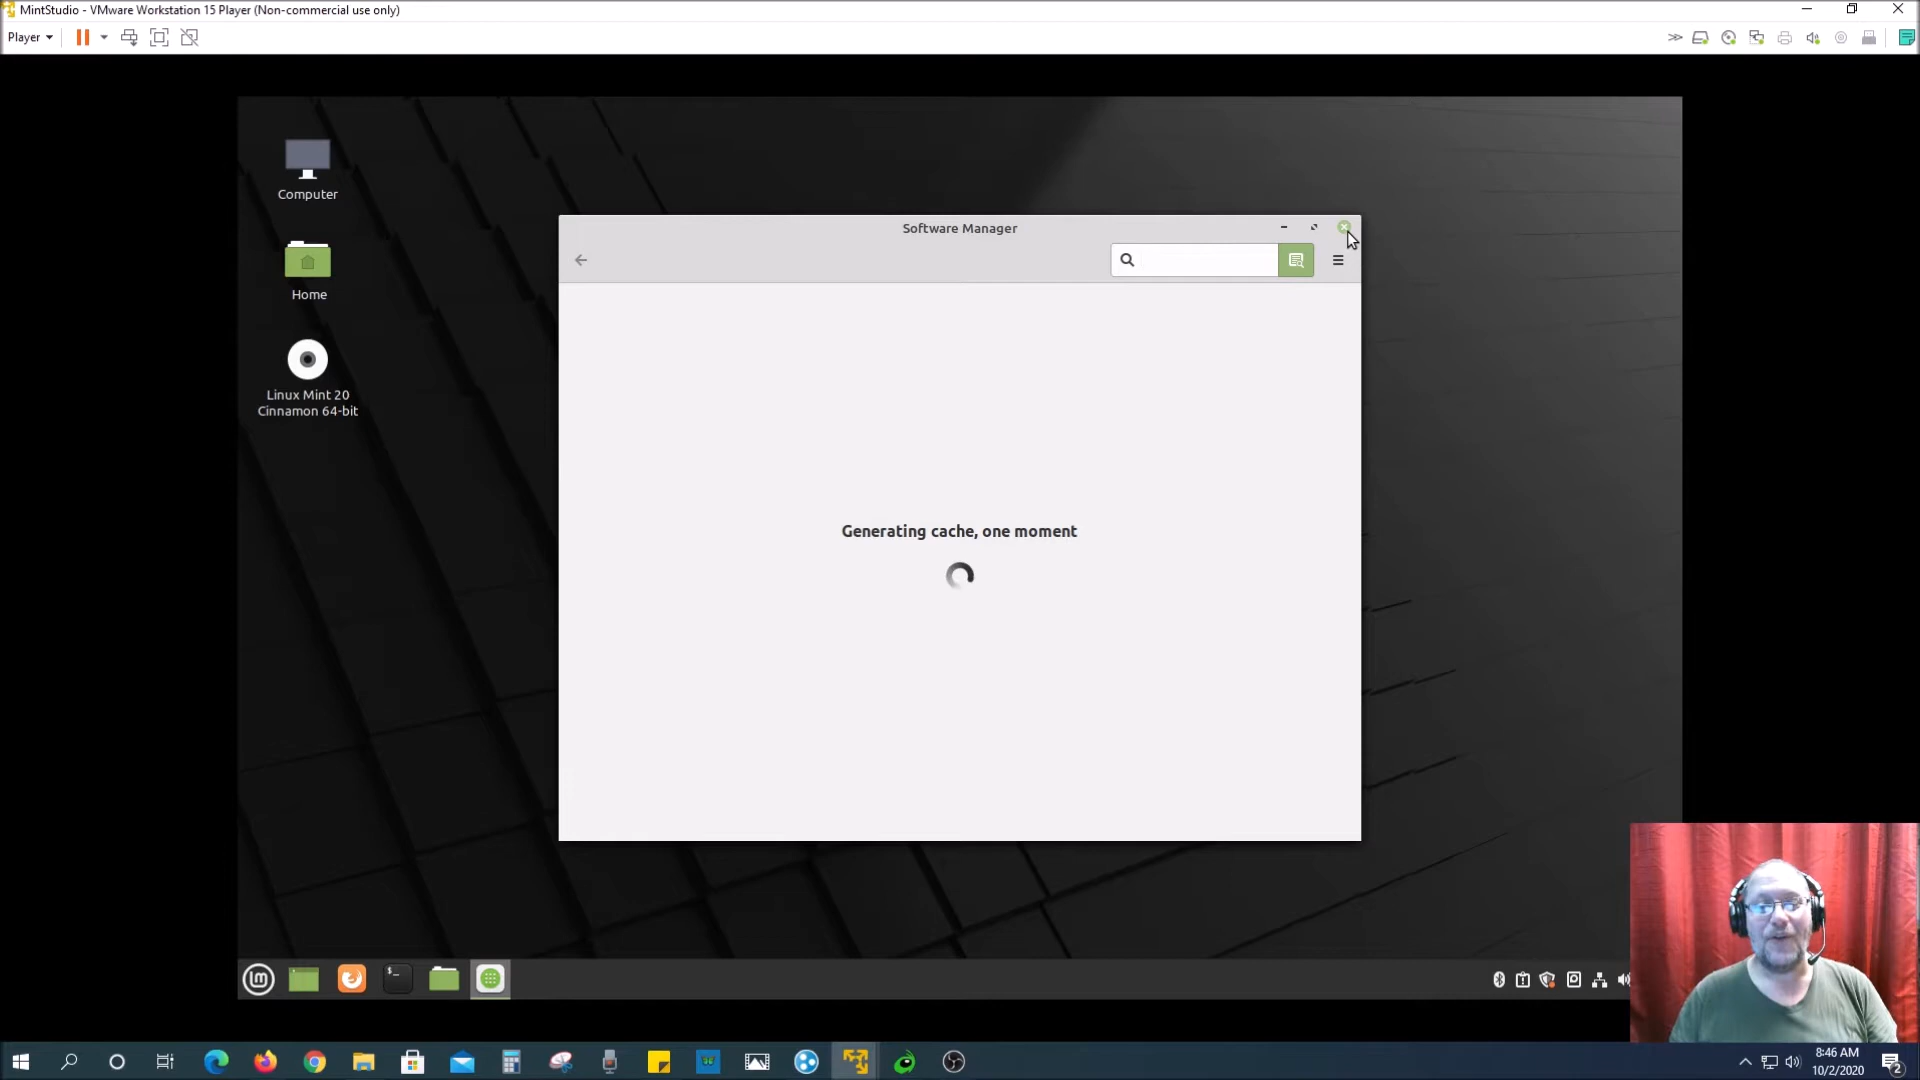 MintStudio - VMware Workstation 15 Player (Non-commercial use only)
Player
Software Manager
Computer
Home
Linux Mint 20
Cinnamon 64-bit
Generating cache, one moment
8:46 AM
10/2/2020
2